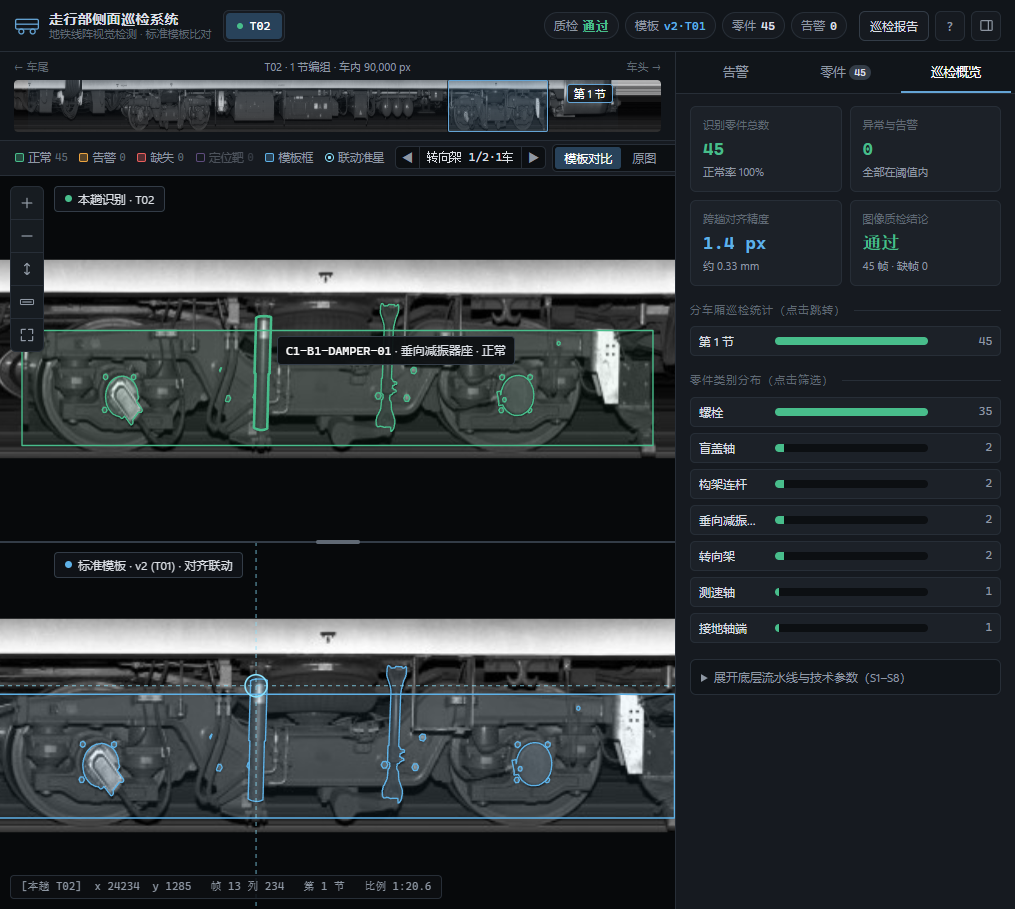 走行部侧面巡检系统
地铁线阵视觉检测 · 标准模板比对
T02
质检 通过
模板 v2·T01
零件 45
告警 0
巡检报告
?
← 车尾
T02 · 1 节编组 · 车内 90,000 px
车头 →
第 1 节
正常 45
告警 0
缺失 0
定位靶 0
模板框
联动准星
◀ 转向架 1/2·1车 ▶
模板对比
原图
本趟识别 · T02
C1-B1-DAMPER-01 · 垂向减振器座 · 正常
标准模板 · v2 (T01) · 对齐联动
[本趟 T02] x 24234 y 1285 帧 13 列 234 第 1 节 比例 1:20.6
告警
零件 45
巡检概览
识别零件总数
45
正常率 100%
异常与告警
0
全部在阈值内
跨趟对齐精度
1.4 px
约 0.33 mm
图像质检结论
通过
45 帧 · 缺帧 0
分车厢巡检统计（点击跳转）
第 1 节 45
零件类别分布（点击筛选）
螺栓 35
盲盖轴 2
构架连杆 2
垂向减振... 2
转向架 2
测速轴 1
接地轴端 1
▶ 展开底层流水线与技术参数（S1–S8）